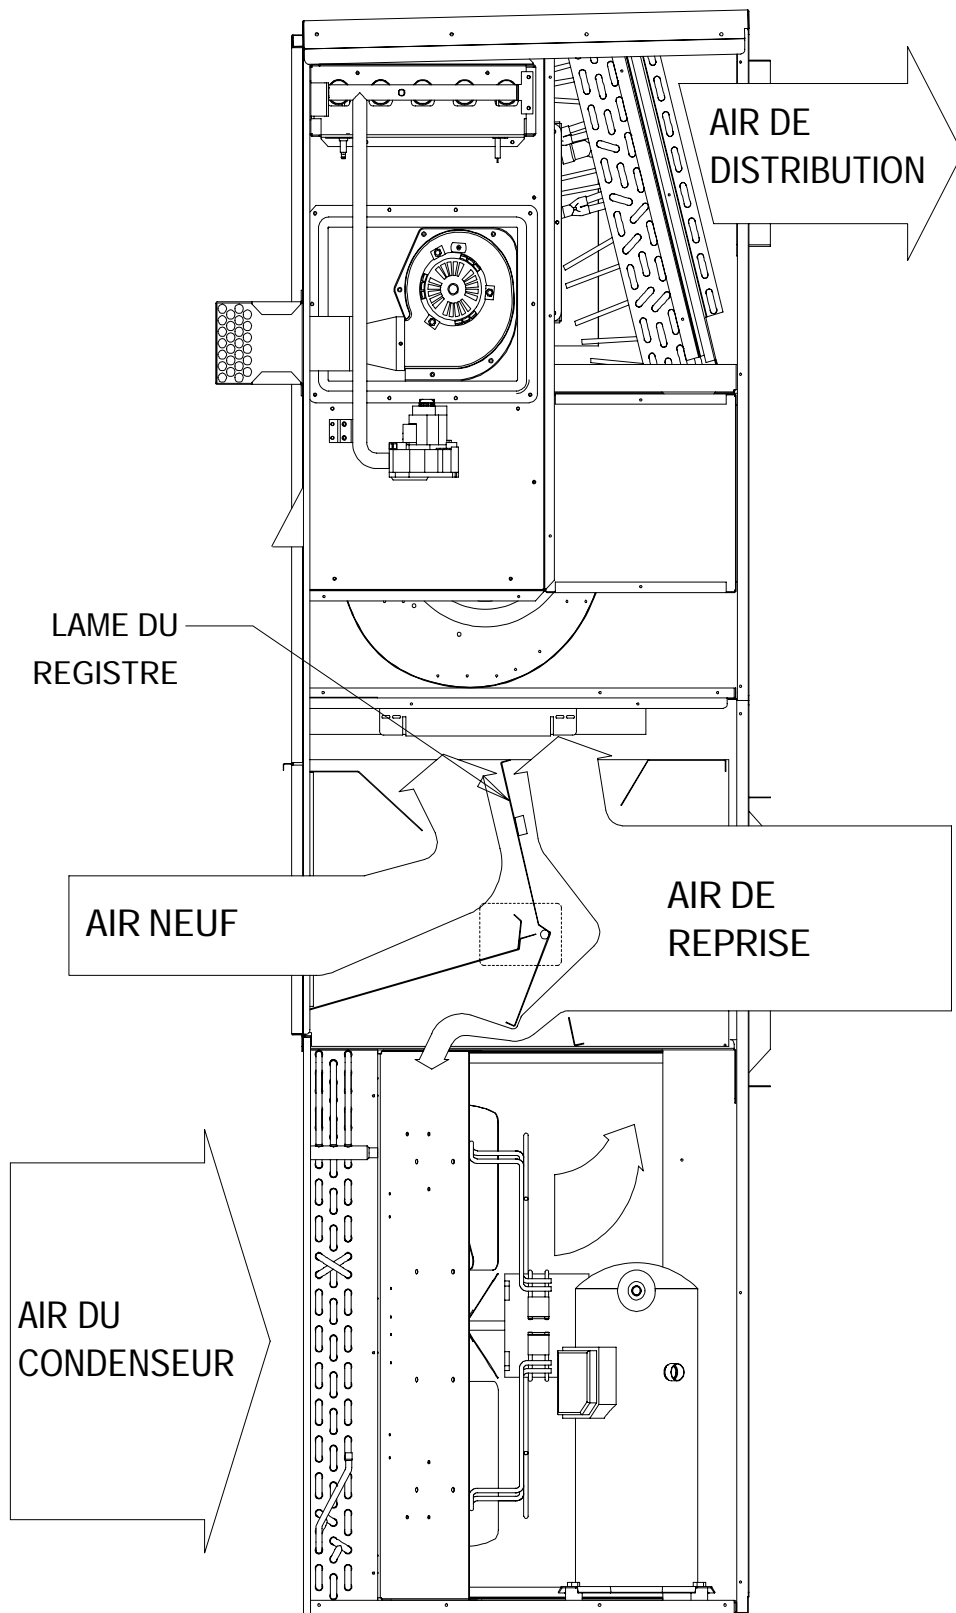 AIR DE
DISTRIBUTION
LAME DU
REGISTRE
AIR NEUF
AIR DE
REPRISE
AIR DU
CONDENSEUR